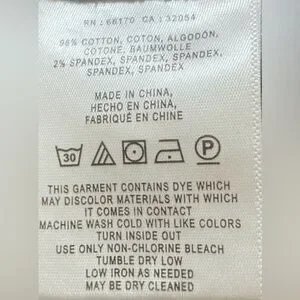 RN : 66170 CA : 32054
98% COTTON, COTON, ALGODÓN,
COTONE, BAUMWOLLE
2% SPANDEX, SPANDEX, SPANDEX,
SPANDEX, SPANDEX
MADE IN CHINA,
HECHO EN CHINA,
FABRIQUÉ EN CHINE
30 P
THIS GARMENT CONTAINS DYE WHICH
MAY DISCOLOR MATERIALS WITH WHICH
IT COMES IN CONTACT
MACHINE WASH COLD WITH LIKE COLORS
TURN INSIDE OUT
USE ONLY NON-CHLORINE BLEACH
TUMBLE DRY LOW
LOW IRON AS NEEDED
MAY BE DRY CLEANED